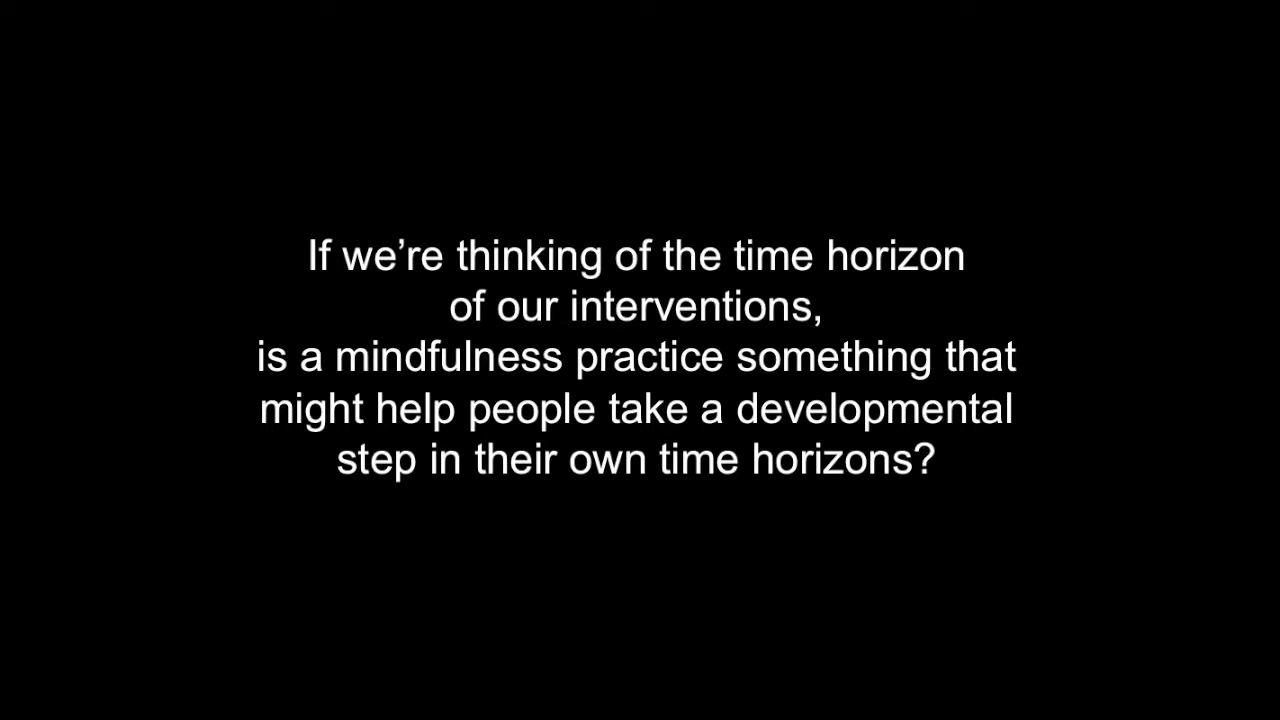 If we’re thinking of the time horizon
of our interventions,
is a mindfulness practice something that
might help people take a developmental
step in their own time horizons?